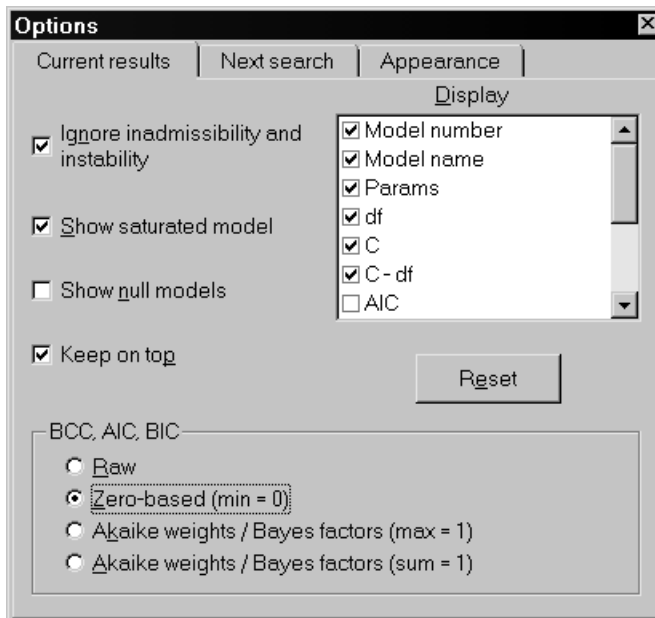 Options
Current results
Next search
Appearance
Display
Ignore inadmissibility and
instability
Show saturated model
Show null models
Keep on top
Model number
Model name
Params
df
C
C - df
AIC
Reset
BCC, AIC, BIC
Raw
Zero-based (min = 0)
Akaike weights / Bayes factors (max = 1)
Akaike weights / Bayes factors (sum = 1)